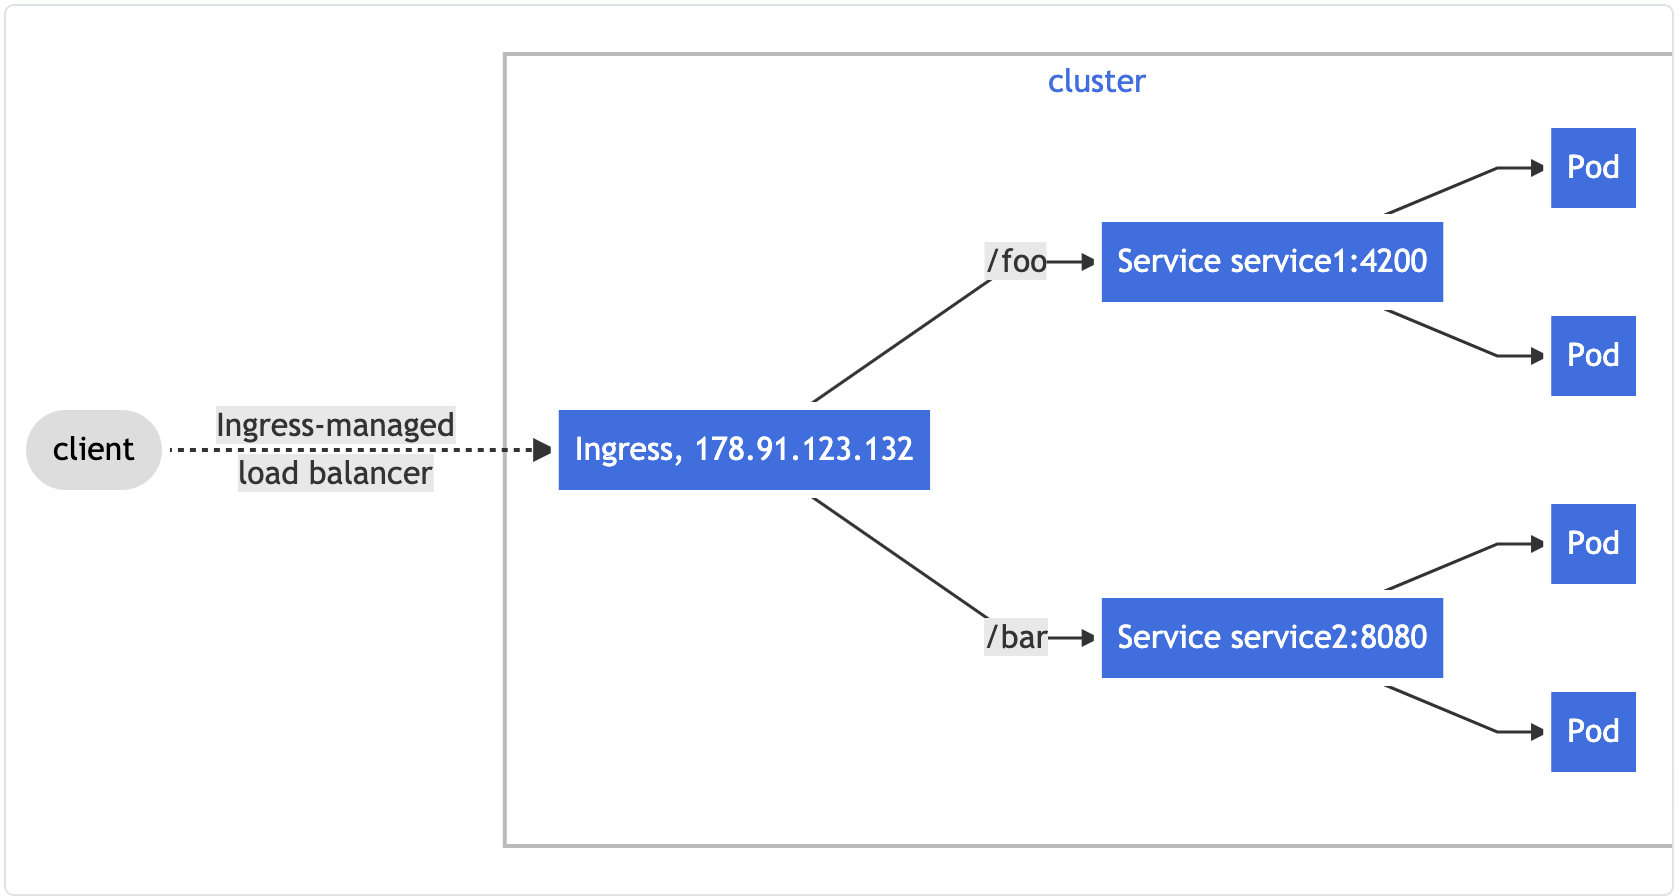 cluster
client
Ingress-managed
load balancer
Ingress, 178.91.123.132
/foo
Service service1:4200
Pod
Pod
/bar
Service service2:8080
Pod
Pod